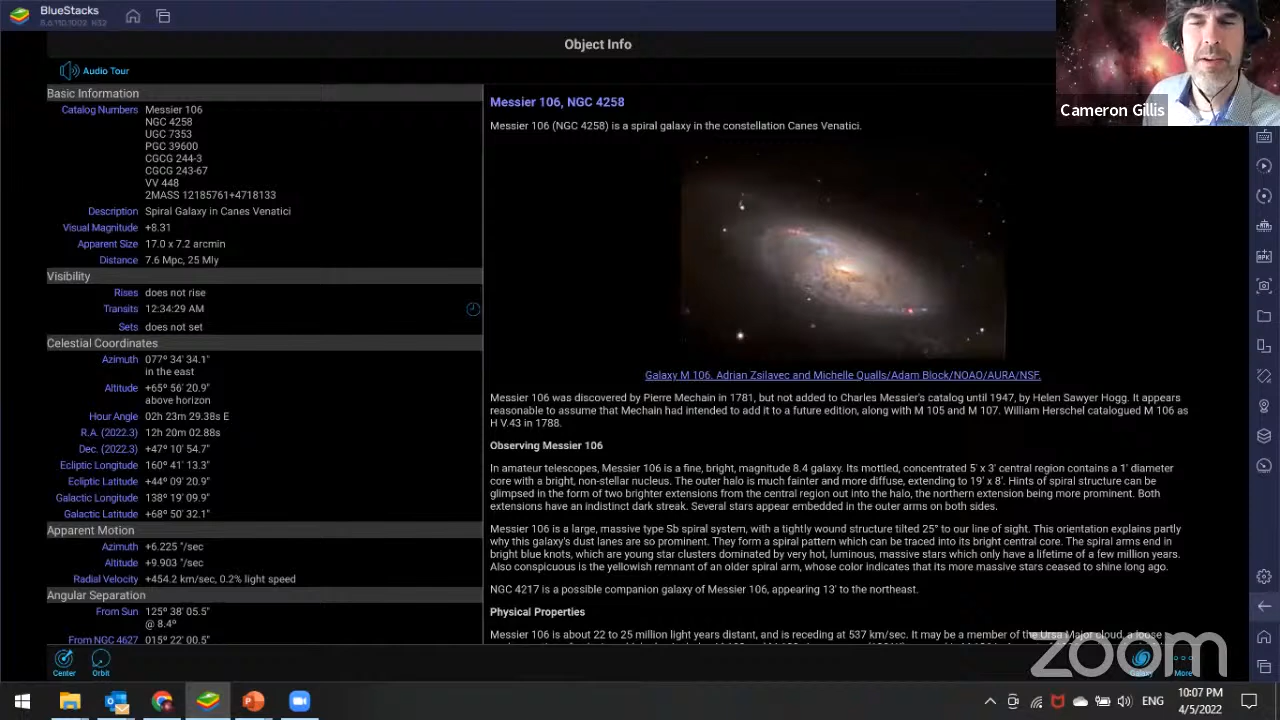 BlueStacks
Object Info
Audio Tour
Cameron Gillis
Basic Information
Catalog Numbers Messier 106
NGC 4258
UGC 7353
PGC 39600
CGCG 244-3
CGCG 243-67
VV 448
2MASS 12185761+4718133
Description Spiral Galaxy in Canes Venatici
Visual Magnitude +8.31
Apparent Size 17.0 x 7.2 arcmin
Distance 7.6 Mpc, 25 Mly
Visibility
Rises does not rise
Transits 12:34:29 AM
Sets does not set
Celestial Coordinates
Azimuth 077º 34' 34.1"
in the east
Altitude +65º 56' 20.9"
above horizon
Hour Angle 02h 23m 29.38s E
R.A. (2022.3) 12h 20m 02.88s
Dec. (2022.3) +47º 10' 54.7"
Ecliptic Longitude 160º 41' 13.3"
Ecliptic Latitude +44º 09' 20.9"
Galactic Longitude 138º 19' 09.9"
Galactic Latitude +68º 50' 32.1"
Apparent Motion
Azimuth +6.225 "/sec
Altitude +9.903 "/sec
Radial Velocity +454.2 km/sec, 0.2% light speed
Angular Separation
From Sun 125º 38' 05.5"
@ 8.4º
From NGC 4627 015º 22' 00.5"
Messier 106, NGC 4258
Messier 106 (NGC 4258) is a spiral galaxy in the constellation Canes Venatici.
Galaxy M 106. Adrian Zsilavec and Michelle Qualls/Adam Block/NOAO/AURA/NSF.
Messier 106 was discovered by Pierre Mechain in 1781, but not added to Charles Messier's catalog until 1947, by Helen Sawyer Hogg. It appears
reasonable to assume that Mechain had intended to add it to a future edition, along with M 105 and M 107. William Herschel catalogued M 106 as
H V.43 in 1788.
Observing Messier 106
In amateur telescopes, Messier 106 is a fine, bright, magnitude 8.4 galaxy. Its mottled, concentrated 5' x 3' central region contains a 1' diameter
core with a bright, non-stellar nucleus. The outer halo is much fainter and more diffuse, extending to 19' x 8'. Hints of spiral structure can be
glimpsed in the form of two brighter extensions from the central region out into the halo, the northern extension being more prominent. Both
extensions have an indistinct dark streak. Several stars appear embedded in the outer arms on both sides.
Messier 106 is a large, massive type Sb spiral system, with a tightly wound structure tilted 25° to our line of sight. This orientation explains partly
why this galaxy's dust lanes are so prominent. They form a spiral pattern which can be traced into its bright central core. The spiral arms end in
bright blue knots, which are young star clusters dominated by very hot, luminous, massive stars which only have a lifetime of a few million years.
Also conspicuous is the yellowish remnant of an older spiral arm, whose color indicates that its more massive stars ceased to shine long ago.
NGC 4217 is a possible companion galaxy of Messier 106, appearing 13' to the northeast.
Physical Properties
Messier 106 is about 22 to 25 million light years distant, and is receding at 537 km/sec. It may be a member of the Ursa Major cloud, a loose
Center
Orbit
Galaxy
More
zoom
ENG
10:07 PM
4/5/2022